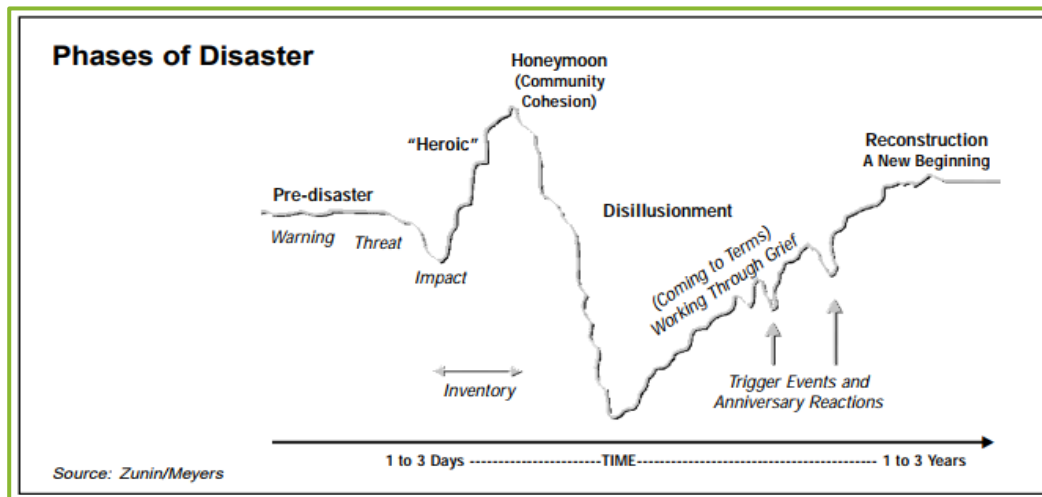 Phases of Disaster
Honeymoon
(Community
Cohesion)
"Heroic"
Reconstruction
A New Beginning
Pre-disaster
Disillusionment
Warning
Threat
Impact
(Coming to Terms)
Working Through Grief
Inventory
Trigger Events and
Anniversary Reactions
1 to 3 Days -----------------------TIME------------------------------------------- 1 to 3 Years
Source: Zunin/Meyers